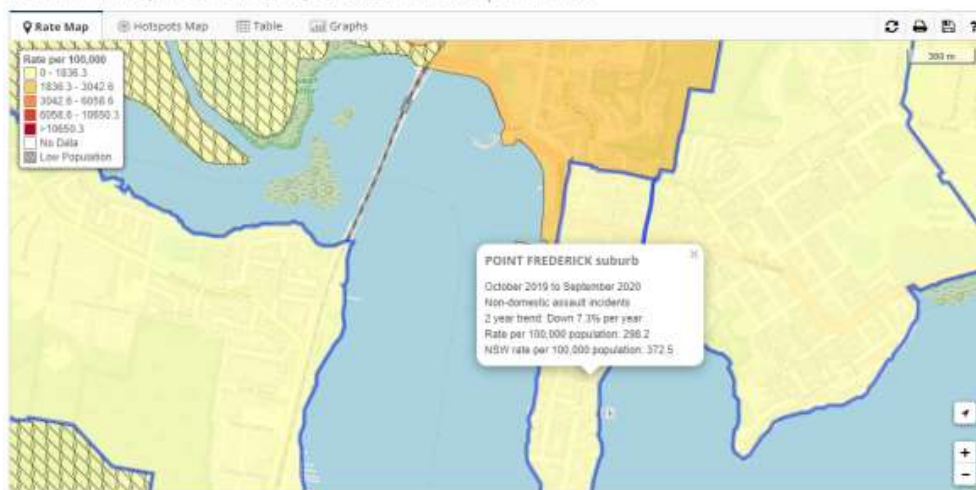 Rate Map Hotspots Map Table Graphs
300 m
Rate per 100,000
0 - 1836.3
1836.3 - 3042.6
3042.6 - 6058.6
6058.6 - 10650.3
>10650.3
No Data
Low Population
POINT FREDERICK suburb
October 2019 to September 2020
Non-domestic assault incidents
2 year trend: Down 7.3% per year
Rate per 100,000 population: 298.2
NSW rate per 100,000 population: 372.5
+
−